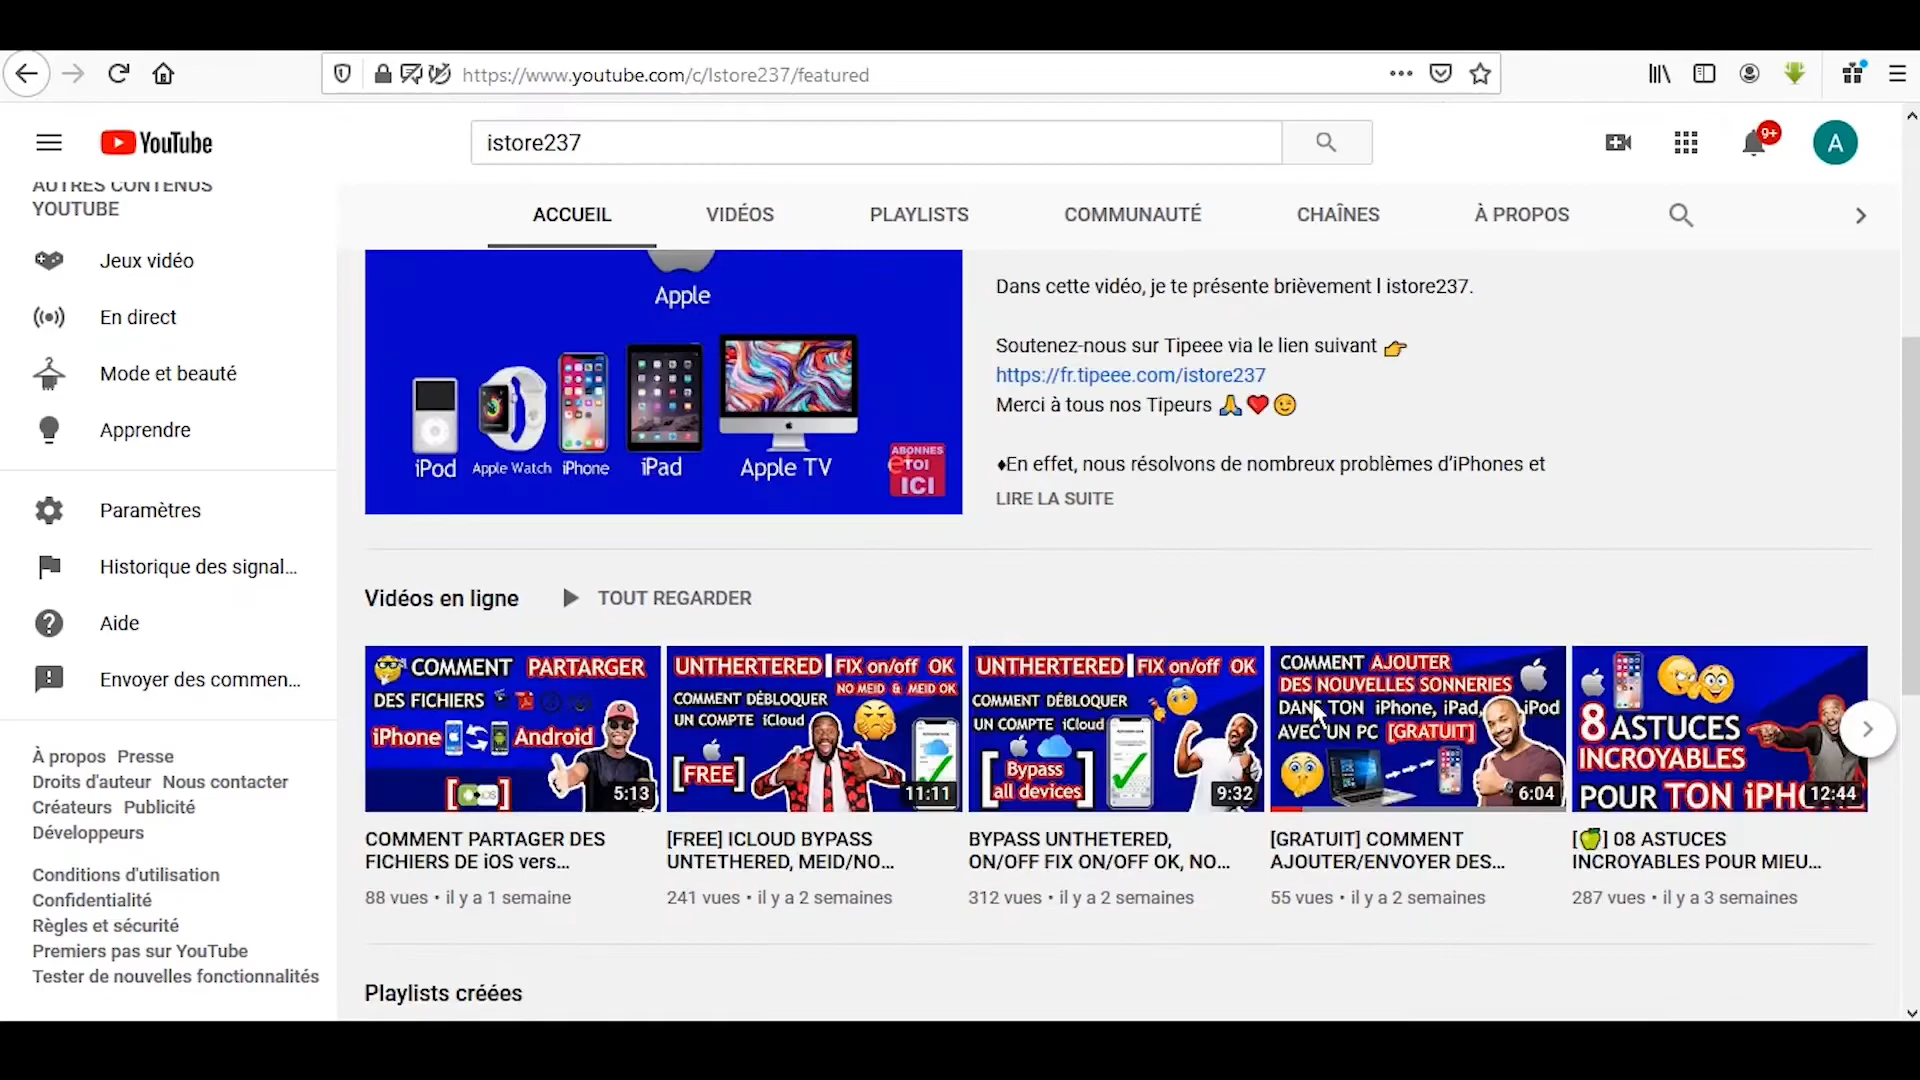 https://www.youtube.com/c/Istore237/featured
YouTube
istore237
9+
A
AUTRES CONTENUS
YOUTUBE
Jeux vidéo
En direct
Mode et beauté
Apprendre
Paramètres
Historique des signal...
Aide
Envoyer des commen...
À propos Presse
Droits d'auteur Nous contacter
Créateurs Publicité
Développeurs
Conditions d'utilisation
Confidentialité
Règles et sécurité
Premiers pas sur YouTube
Tester de nouvelles fonctionnalités
ACCUEIL VIDÉOS PLAYLISTS COMMUNAUTÉ CHAÎNES À PROPOS
Apple
iPod Apple Watch iPhone iPad Apple TV
ABONNES
TOI
ICI
Dans cette vidéo, je te présente brièvement l istore237.
Soutenez-nous sur Tipeee via le lien suivant 👉
https://fr.tipeee.com/istore237
Merci à tous nos Tipeurs 🙏❤️😉
♦En effet, nous résolvons de nombreux problèmes d'iPhones et
LIRE LA SUITE
Vidéos en ligne TOUT REGARDER
COMMENT PARTARGER
DES FICHIERS
iPhone Android
5:13
COMMENT PARTAGER DES
FICHIERS DE iOS vers...
88 vues • il y a 1 semaine
UNTHERTERED FIX on/off OK
NO MEID & MEID OK
COMMENT DÉBLOQUER
UN COMPTE iCloud
[FREE]
11:11
[FREE] ICLOUD BYPASS
UNTETHERED, MEID/NO...
241 vues • il y a 2 semaines
UNTHERTERED FIX on/off OK
COMMENT DÉBLOQUER
UN COMPTE iCloud
Bypass
all devices
9:32
BYPASS UNTHETERED,
ON/OFF FIX ON/OFF OK, NO...
312 vues • il y a 2 semaines
COMMENT AJOUTER
DES NOUVELLES SONNERIES
DANS TON iPhone, iPad, iPod
AVEC UN PC [GRATUIT]
6:04
[GRATUIT] COMMENT
AJOUTER/ENVOYER DES...
55 vues • il y a 2 semaines
8 ASTUCES
INCROYABLES
POUR TON iPH
12:44
[🍏] 08 ASTUCES
INCROYABLES POUR MIEU...
287 vues • il y a 3 semaines
Playlists créées